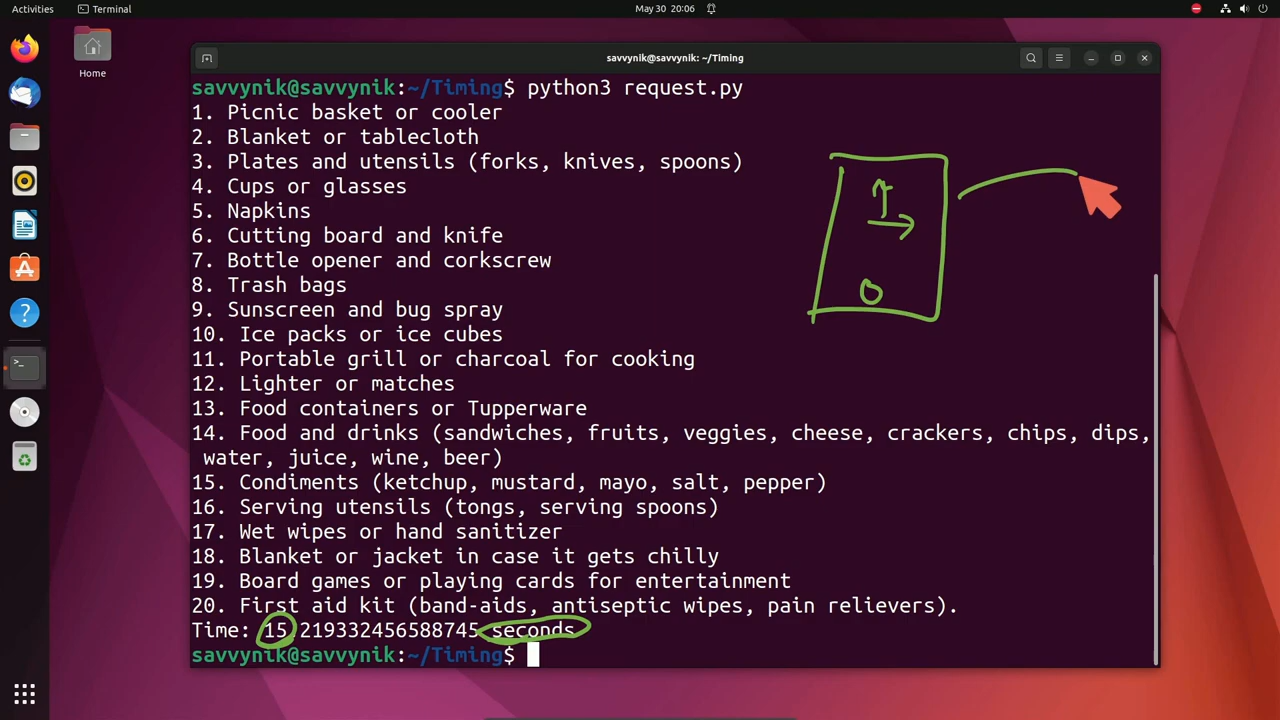 Activities
Terminal
May 30 20:06
Home
savvynik@savvynik: ~/Timing
savvynik@savvynik:~/Timing$ python3 request.py
1. Picnic basket or cooler
2. Blanket or tablecloth
3. Plates and utensils (forks, knives, spoons)
4. Cups or glasses
5. Napkins
6. Cutting board and knife
7. Bottle opener and corkscrew
8. Trash bags
9. Sunscreen and bug spray
10. Ice packs or ice cubes
11. Portable grill or charcoal for cooking
12. Lighter or matches
13. Food containers or Tupperware
14. Food and drinks (sandwiches, fruits, veggies, cheese, crackers, chips, dips,
water, juice, wine, beer)
15. Condiments (ketchup, mustard, mayo, salt, pepper)
16. Serving utensils (tongs, serving spoons)
17. Wet wipes or hand sanitizer
18. Blanket or jacket in case it gets chilly
19. Board games or playing cards for entertainment
20. First aid kit (band-aids, antiseptic wipes, pain relievers).
Time: 15.219332456588745 seconds
savvynik@savvynik:~/Timing$